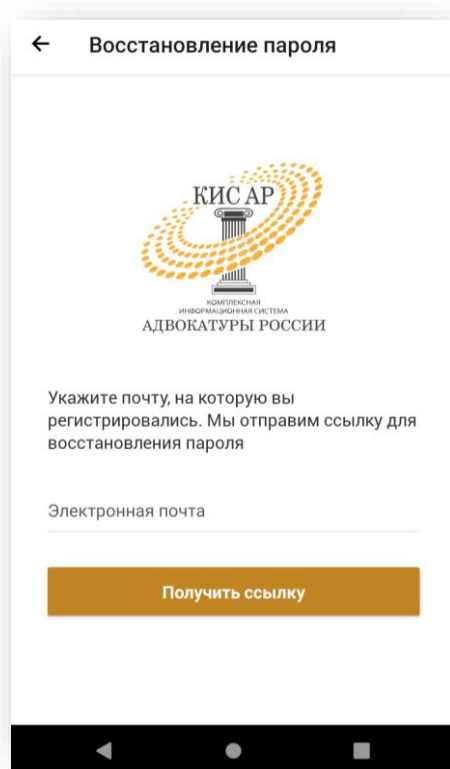 Восстановление пароля
КИС АР
КОМПЛЕКСНАЯ
ИНФОРМАЦИОННАЯ СИСТЕМА
АДВОКАТУРЫ РОССИИ
Укажите почту, на которую вы
регистрировались. Мы отправим ссылку для
восстановления пароля
Электронная почта
Получить ссылку